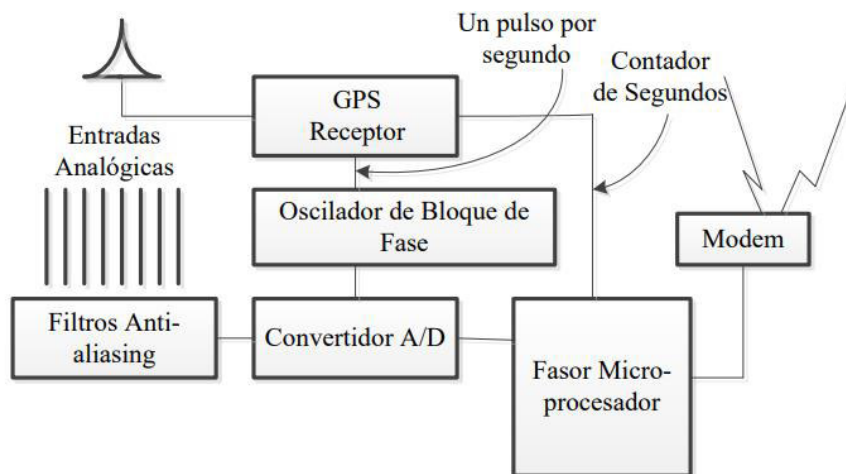 Un pulso por
segundo
Contador
de Segundos
GPS
Receptor
Entradas
Analógicas
Oscilador de Bloque de
Fase
Modem
Filtros Anti-
aliasing
Convertidor A/D
Fasor Micro-
procesador